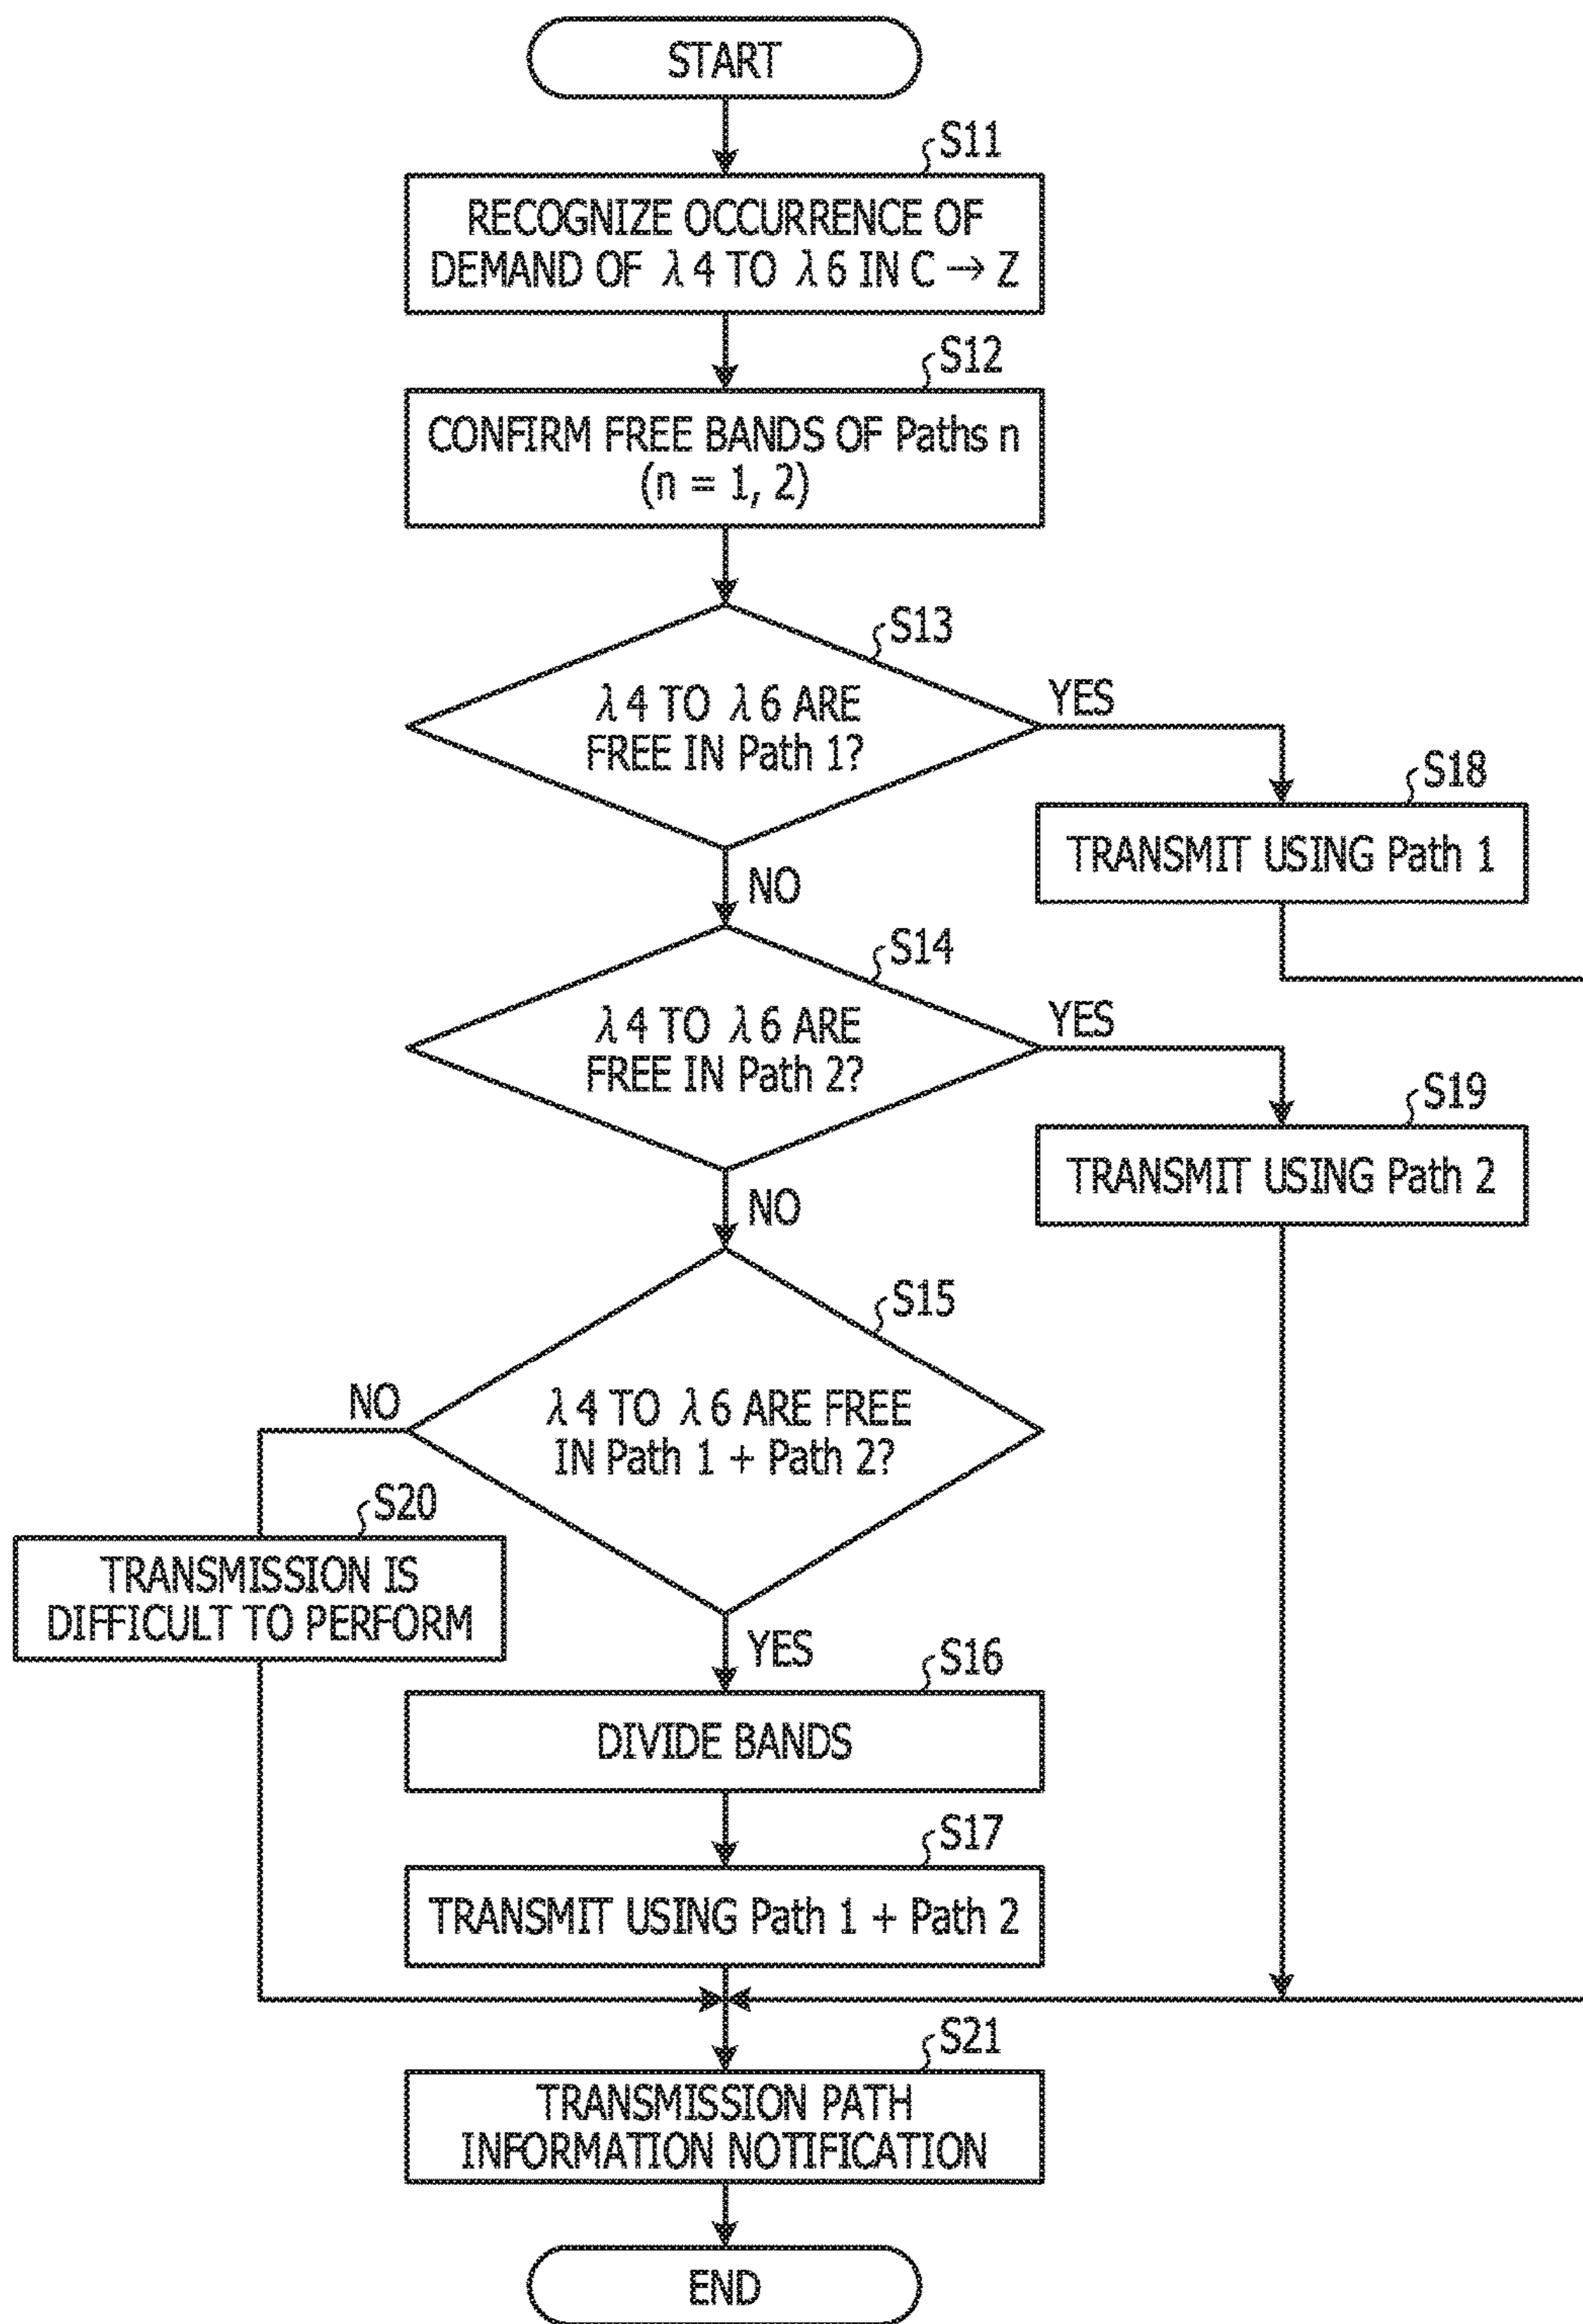 START
S11
RECOGNIZE OCCURRENCE OF
DEMAND OF λ4 TO λ6 IN C → Z
S12
CONFIRM FREE BANDS OF Paths n
(n = 1, 2)
S13
λ4 TO λ6 ARE
FREE IN Path 1?
YES
S18
TRANSMIT USING Path 1
NO
S14
λ4 TO λ6 ARE
FREE IN Path 2?
YES
S19
TRANSMIT USING Path 2
NO
S15
λ4 TO λ6 ARE FREE
IN Path 1 + Path 2?
NO
S20
TRANSMISSION IS
DIFFICULT TO PERFORM
YES
S16
DIVIDE BANDS
S17
TRANSMIT USING Path 1 + Path 2
S21
TRANSMISSION PATH
INFORMATION NOTIFICATION
END